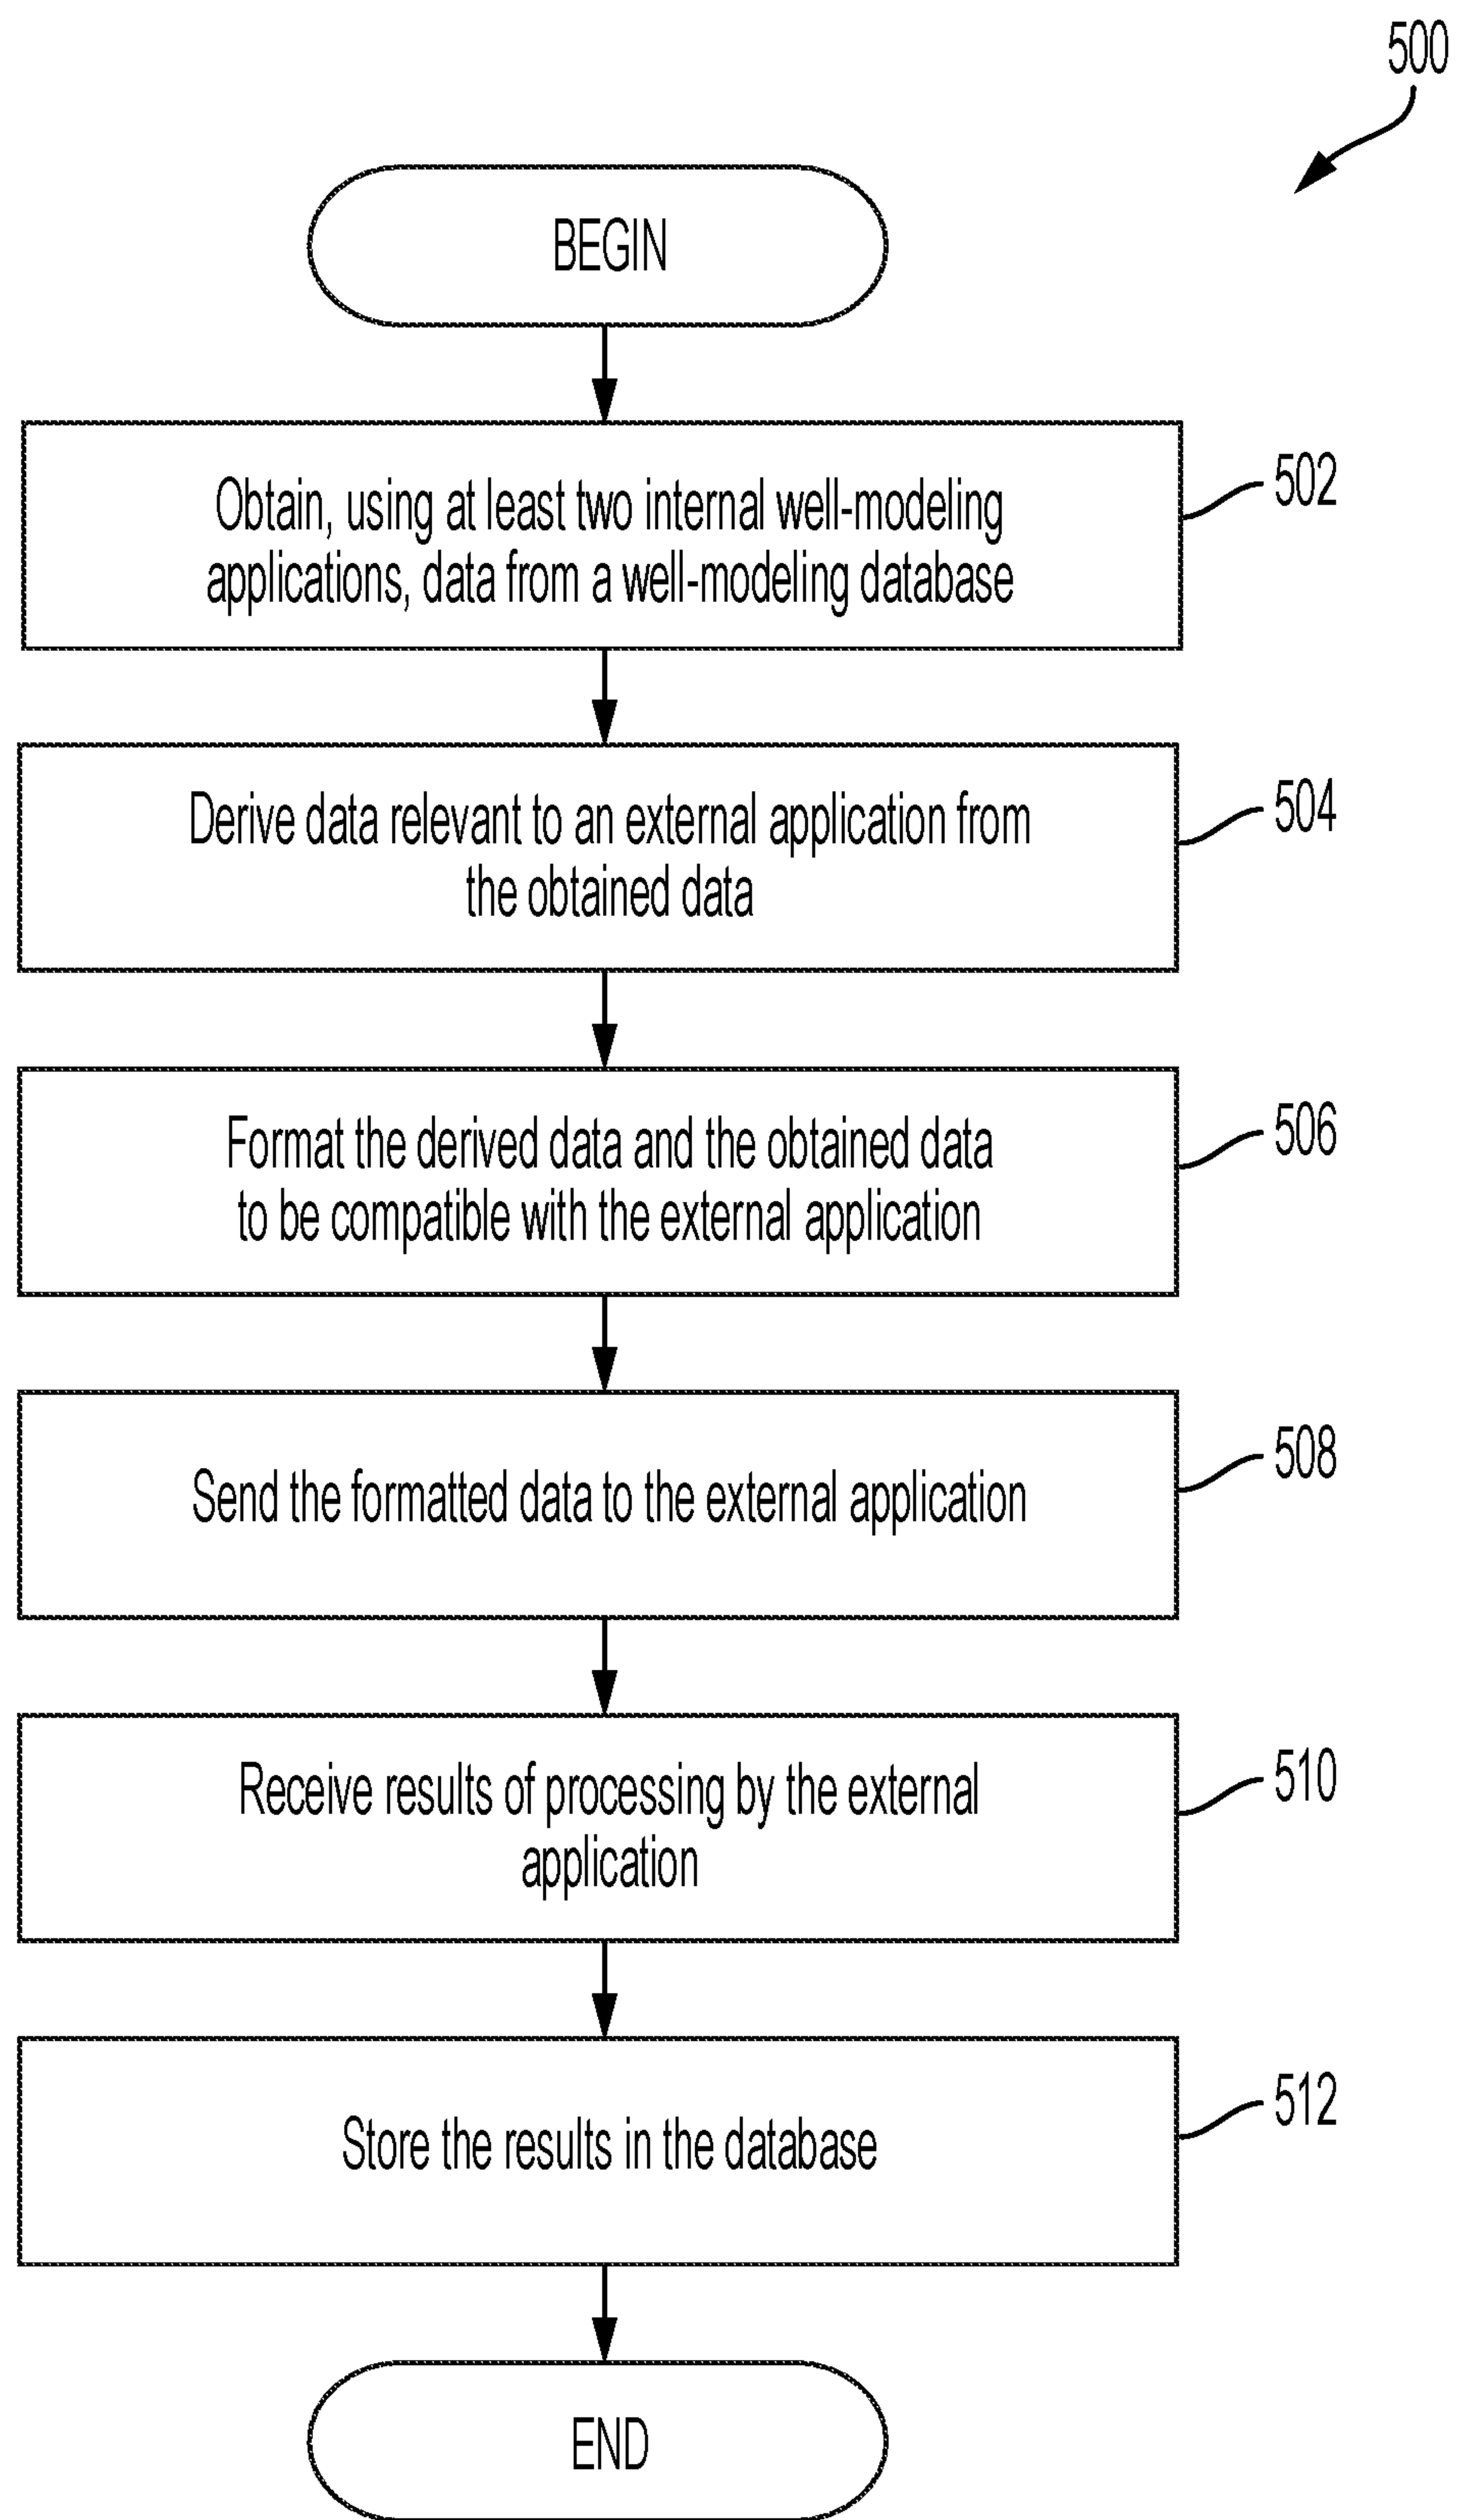 500
BEGIN
Obtain, using at least two internal well-modeling
applications, data from a well-modeling database
502
Derive data relevant to an external application from
the obtained data
504
Format the derived data and the obtained data
to be compatible with the external application
506
Send the formatted data to the external application
508
Receive results of processing by the external
application
510
Store the results in the database
512
END